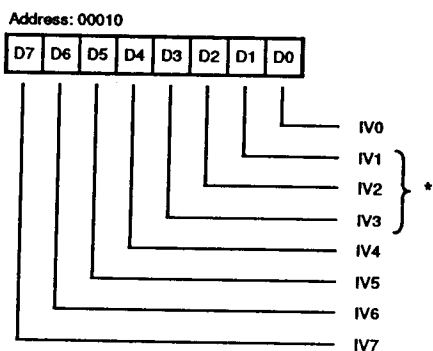 Address: 00010
D7 D6 D5 D4 D3 D2 D1 D0
IV0
IV1
IV2 *
IV3
IV4
IV5
IV6
IV7